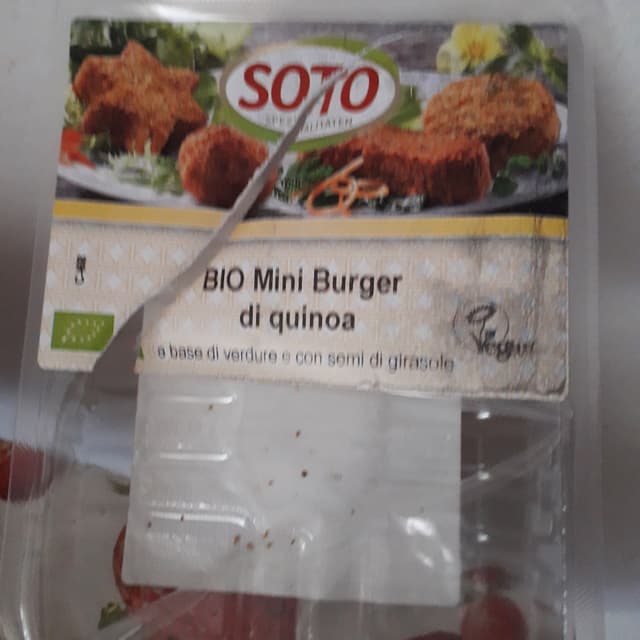 SOTO
SPEZIALITÄTEN
BIO Mini Burger
di quinoa
a base di verdure e con semi di girasole
Vegan